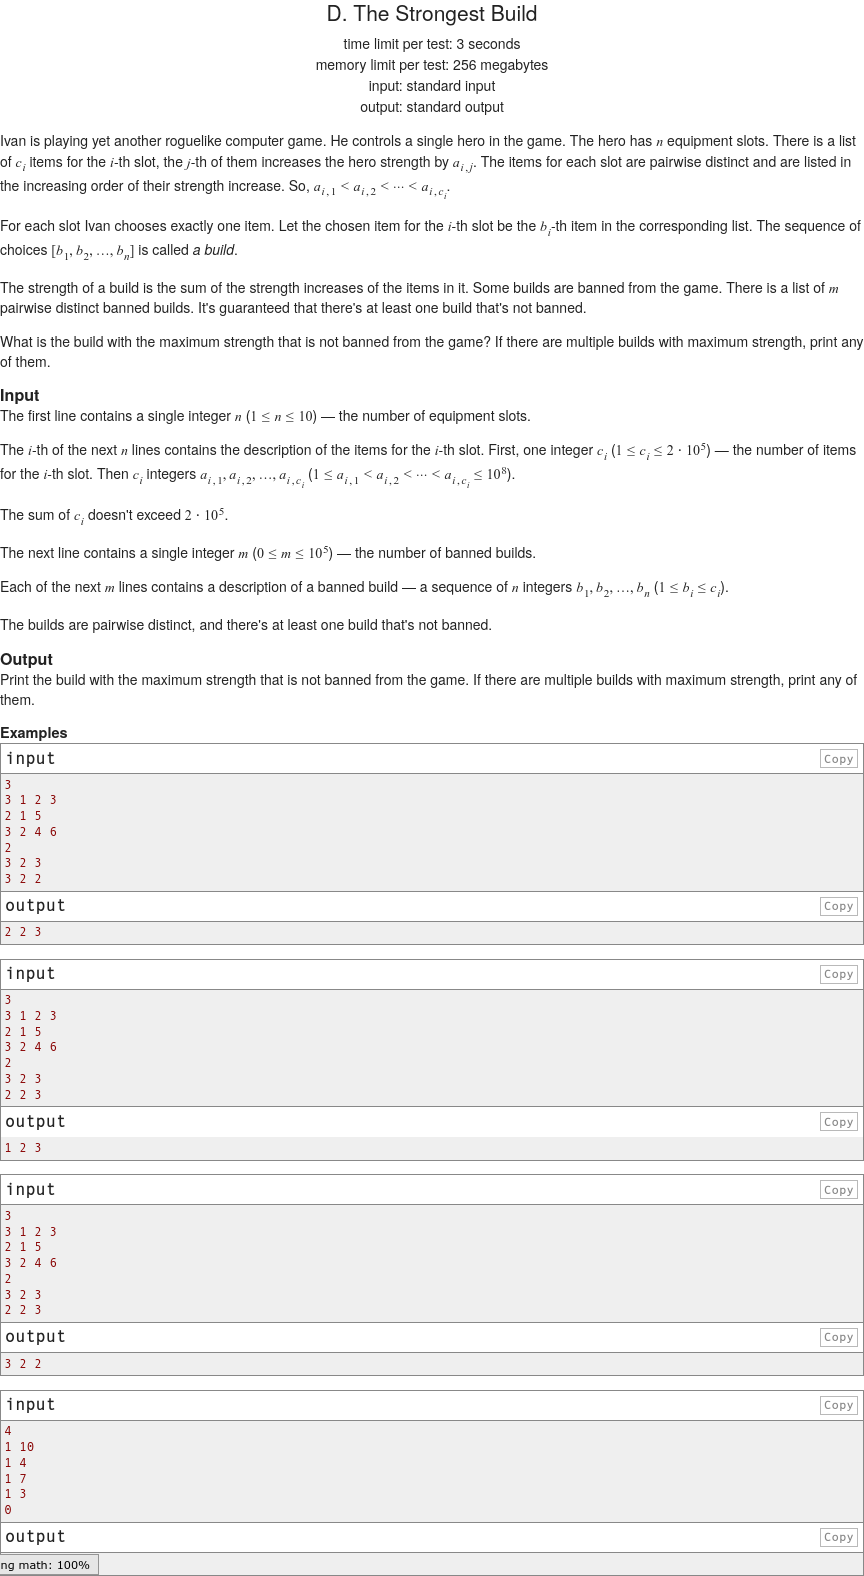 D. The Strongest Build
time limit per test: 3 seconds
memory limit per test: 256 megabytes
input: standard input
output: standard output
Ivan is playing yet another roguelike computer game. He controls a single hero in the game. The hero has n equipment slots. There is a list
of c_i items for the i-th slot, the j-th of them increases the hero strength by a_{i,j}. The items for each slot are pairwise distinct and are listed in
the increasing order of their strength increase. So, a_{i,1} < a_{i,2} < ··· < a_{i,c_i}.
For each slot Ivan chooses exactly one item. Let the chosen item for the i-th slot be the b_i-th item in the corresponding list. The sequence of
choices [b_1, b_2, …, b_n] is called a build.
The strength of a build is the sum of the strength increases of the items in it. Some builds are banned from the game. There is a list of m
pairwise distinct banned builds. It's guaranteed that there's at least one build that's not banned.
What is the build with the maximum strength that is not banned from the game? If there are multiple builds with maximum strength, print any
of them.
Input
The first line contains a single integer n (1 ≤ n ≤ 10) — the number of equipment slots.
The i-th of the next n lines contains the description of the items for the i-th slot. First, one integer c_i (1 ≤ c_i ≤ 2 · 10^5) — the number of items
for the i-th slot. Then c_i integers a_{i,1}, a_{i,2}, …, a_{i,c_i} (1 ≤ a_{i,1} < a_{i,2} < ··· < a_{i,c_i} ≤ 10^8).
The sum of c_i doesn't exceed 2 · 10^5.
The next line contains a single integer m (0 ≤ m ≤ 10^5) — the number of banned builds.
Each of the next m lines contains a description of a banned build — a sequence of n integers b_1, b_2, …, b_n (1 ≤ b_i ≤ c_i).
The builds are pairwise distinct, and there's at least one build that's not banned.
Output
Print the build with the maximum strength that is not banned from the game. If there are multiple builds with maximum strength, print any of
them.
Examples
input Copy
3
3 1 2 3
2 1 5
3 2 4 6
2
3 2 3
3 2 2
output Copy
2 2 3
input Copy
3
3 1 2 3
2 1 5
3 2 4 6
2
3 2 3
2 2 3
output Copy
1 2 3
input Copy
3
3 1 2 3
2 1 5
3 2 4 6
2
3 2 3
2 2 3
output Copy
3 2 2
input Copy
4
1 10
1 4
1 7
1 3
0
output Copy
ng math: 100%